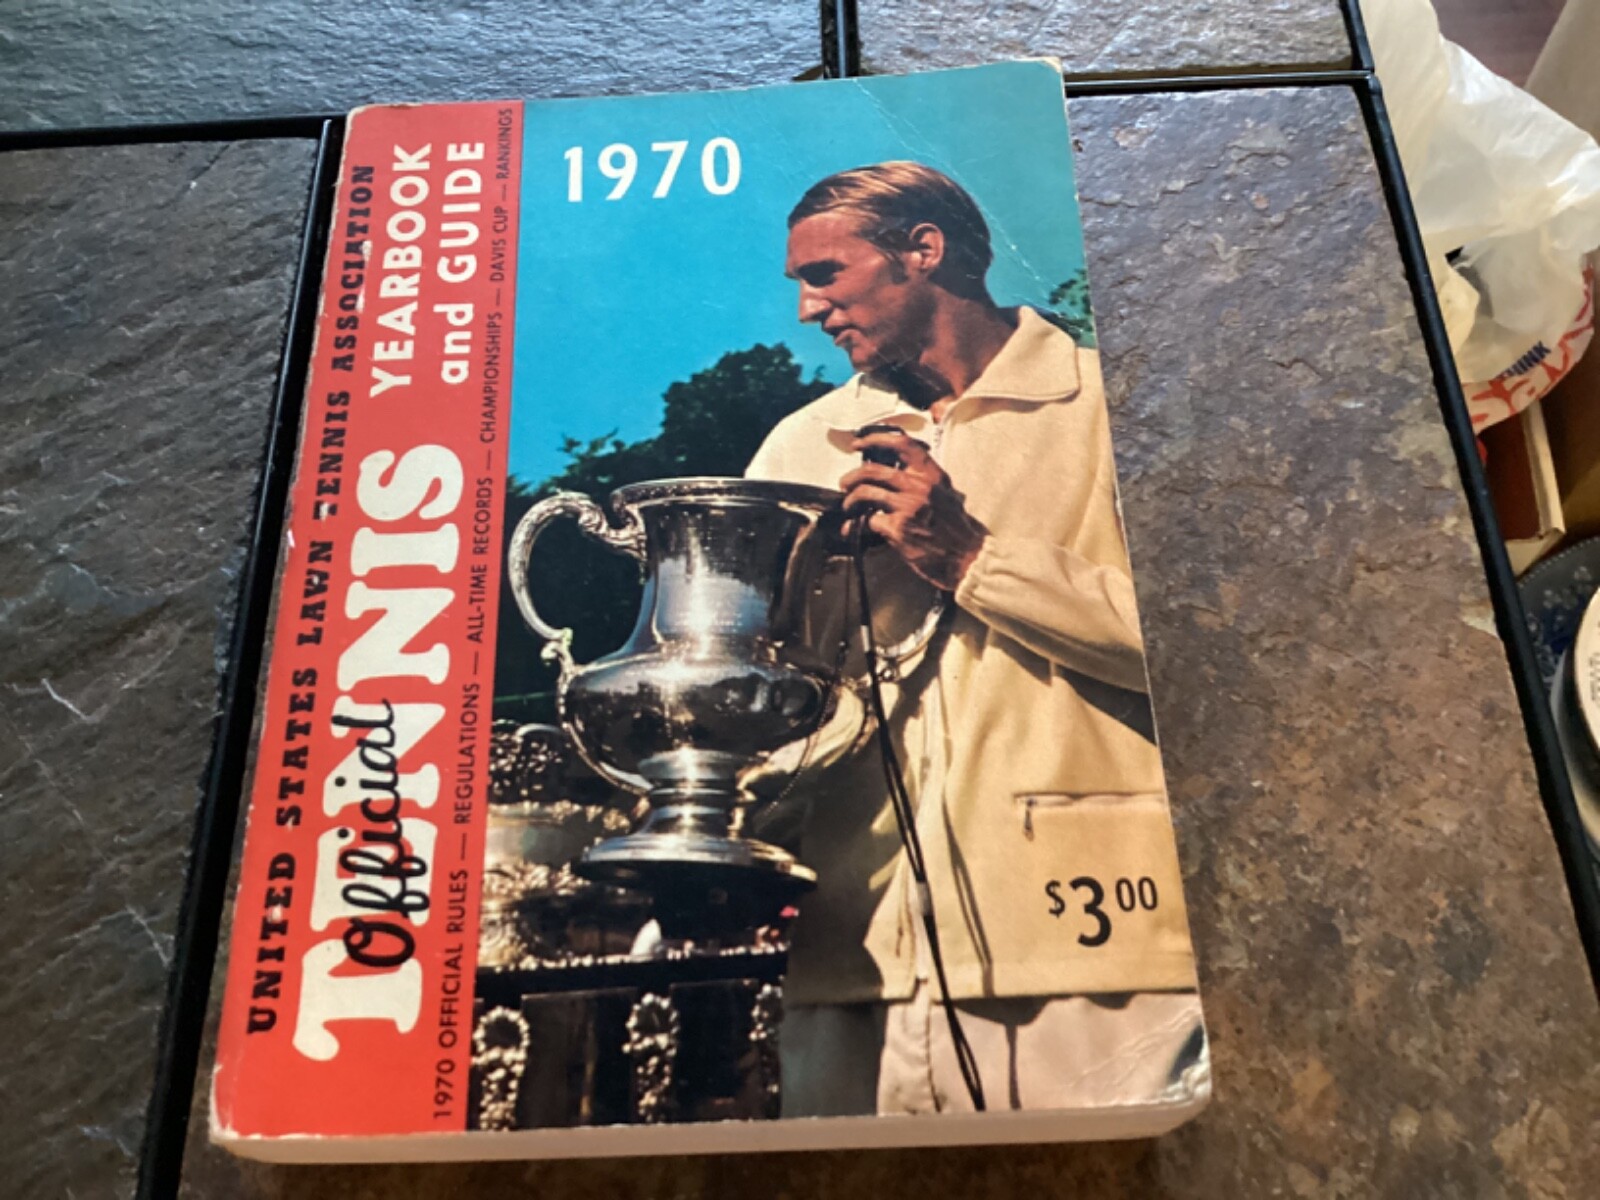 UNITED STATES LAWN TENNIS ASSOCIATION
Official
TENNIS
YEARBOOK
and GUIDE
1970 OFFICIAL RULES — REGULATIONS — ALL-TIME RECORDS — CHAMPIONSHIPS — DAVIS CUP — RANKINGS
1970
$3.00